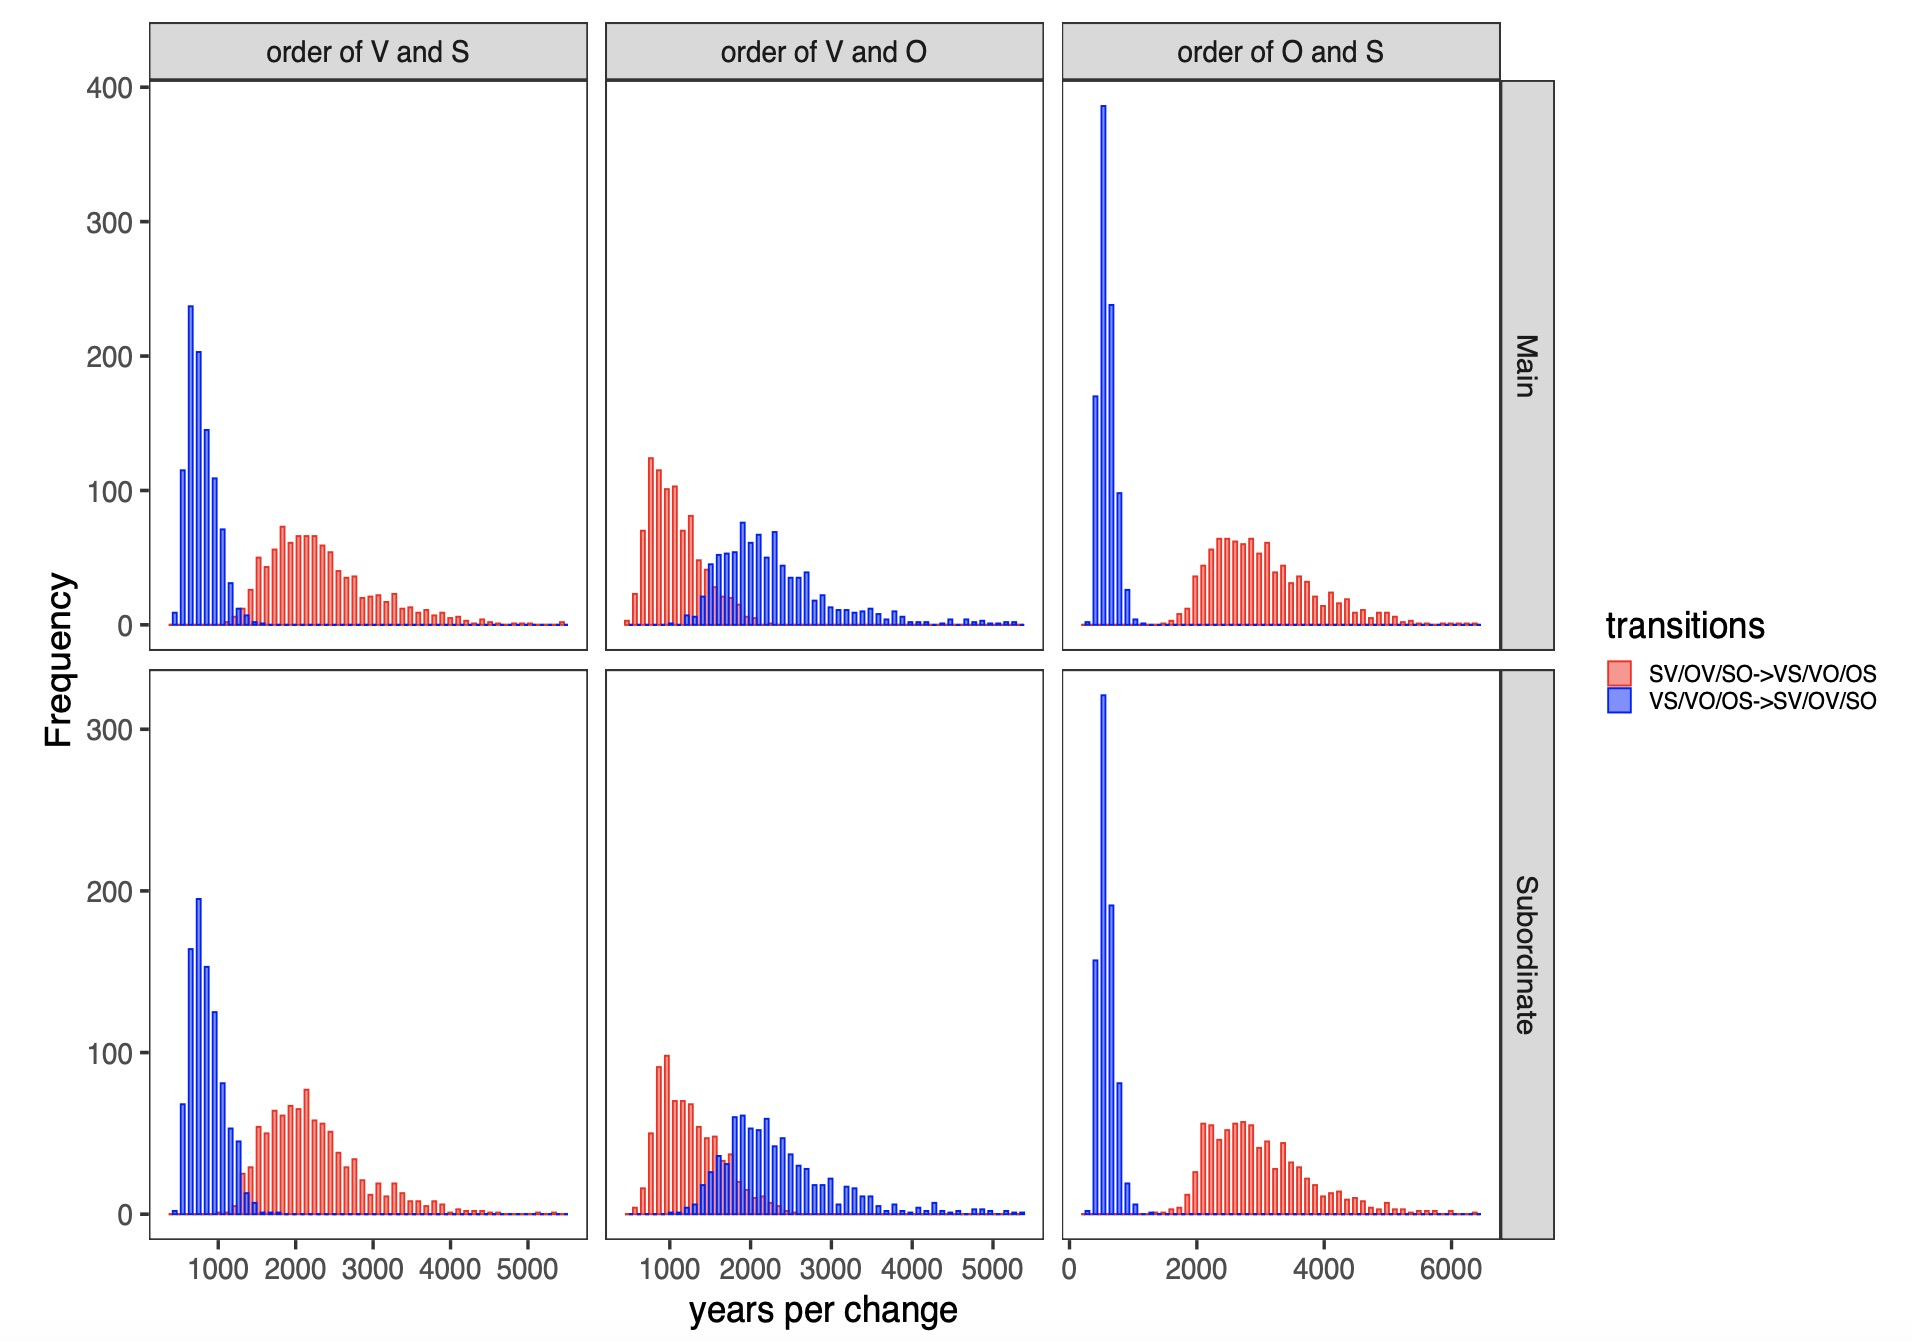 order of V and S
order of V and O
order of O and S
400
300
200
100
0
Main
300
200
100
0
Subordinate
Frequency
1000 2000 3000 4000 5000
1000 2000 3000 4000 5000
0 2000 4000 6000
years per change
transitions
SV/OV/SO->VS/VO/OS
VS/VO/OS->SV/OV/SO